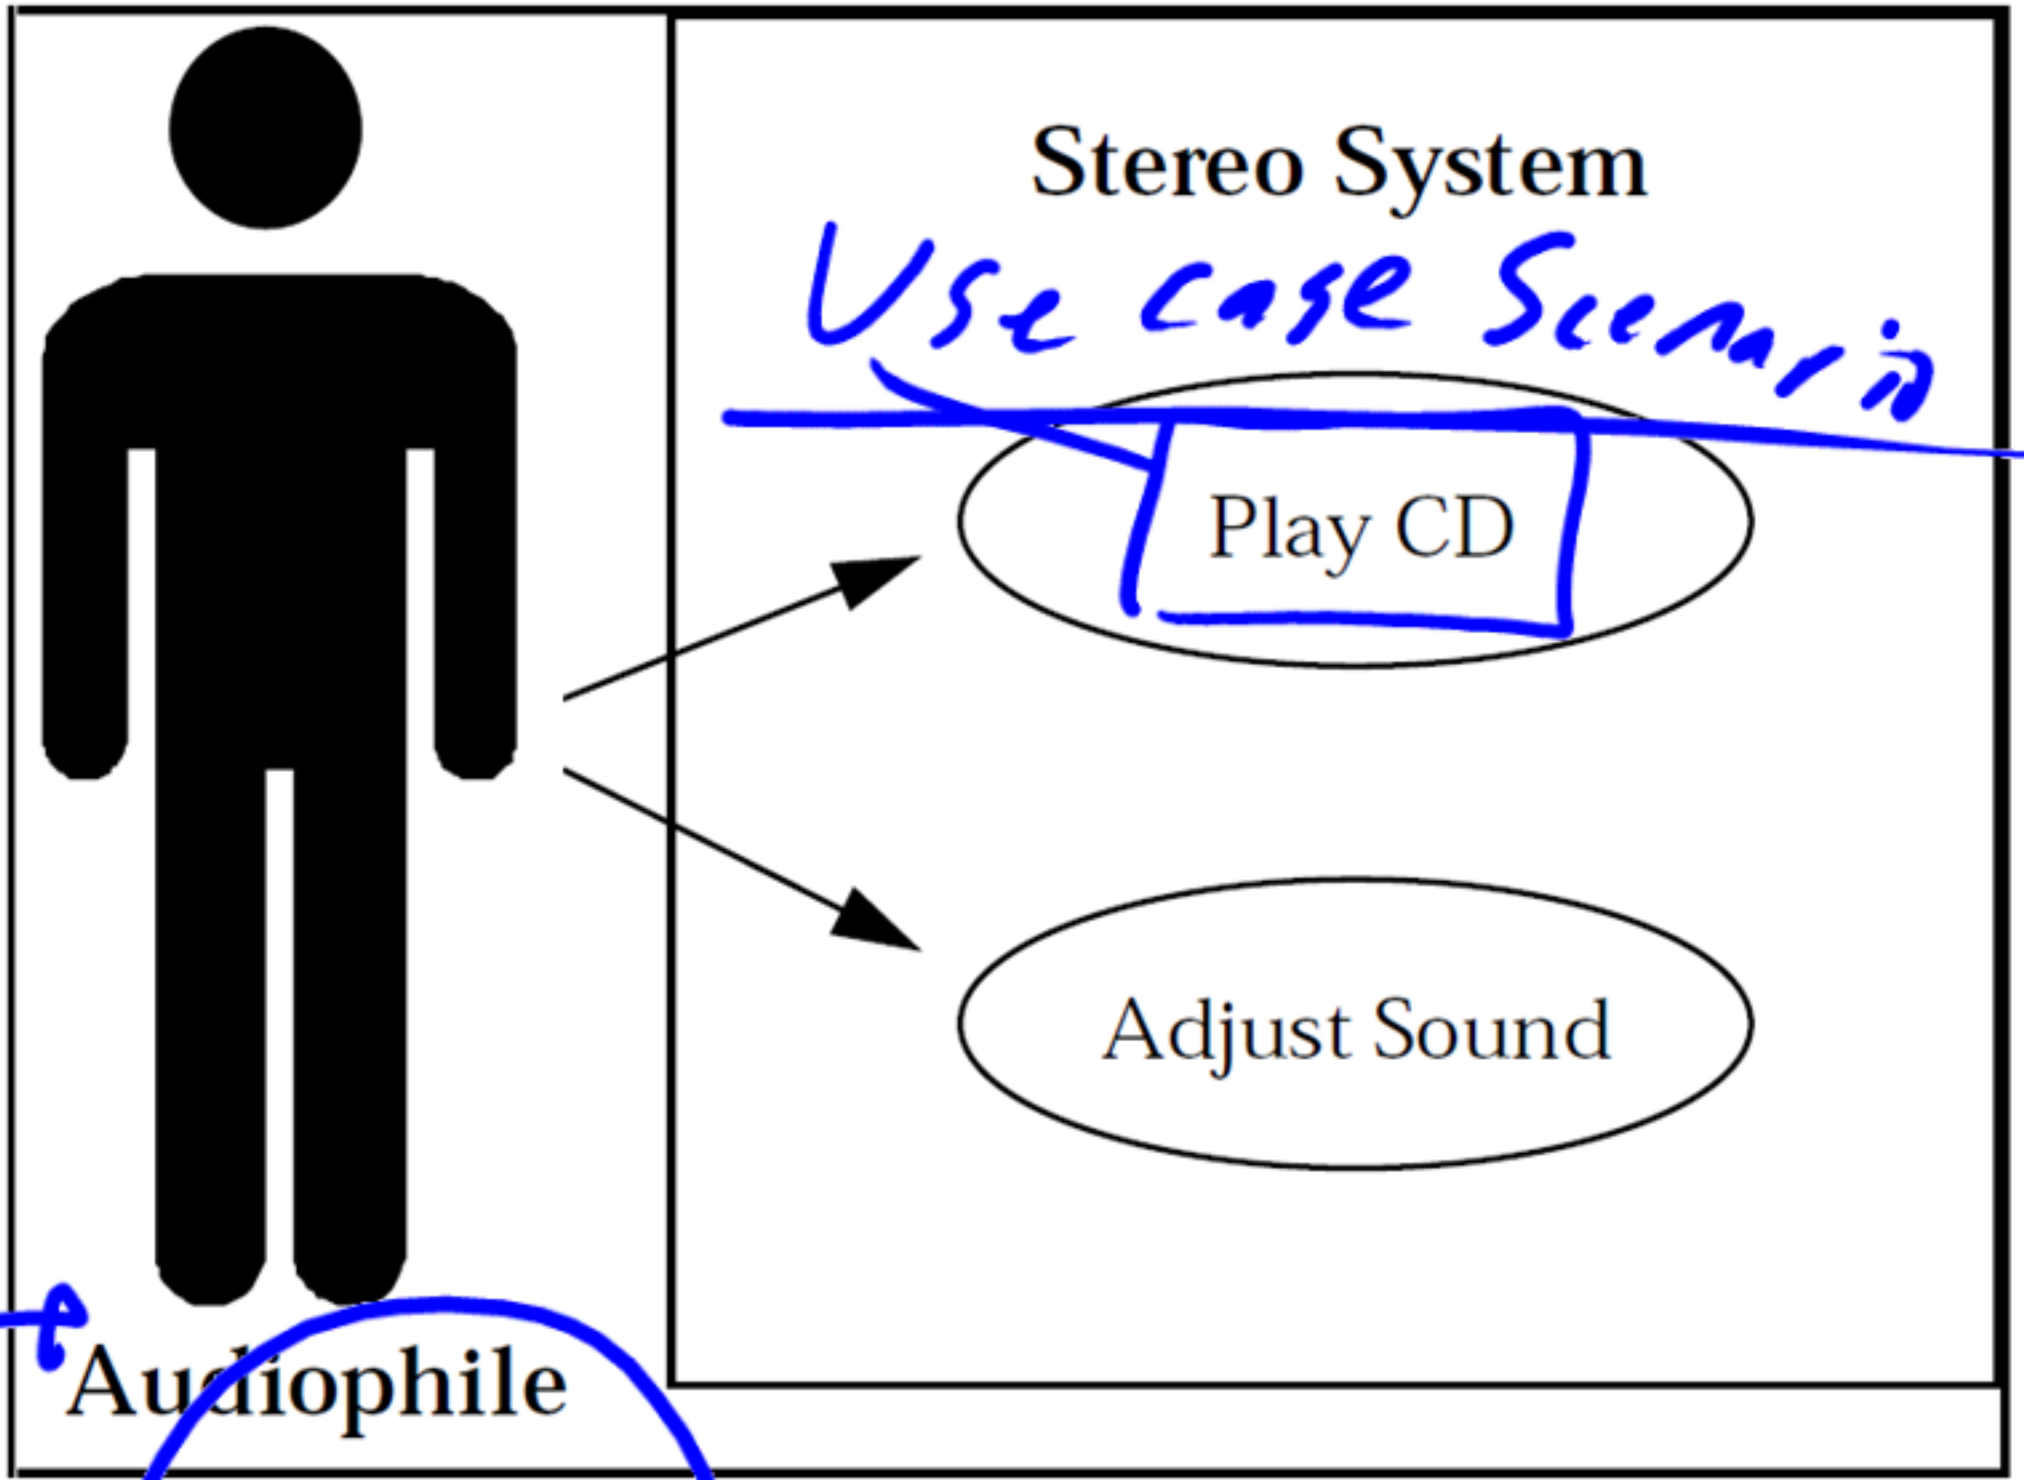 Stereo System
Use case Scenario
Play CD
Adjust Sound
Audiophile